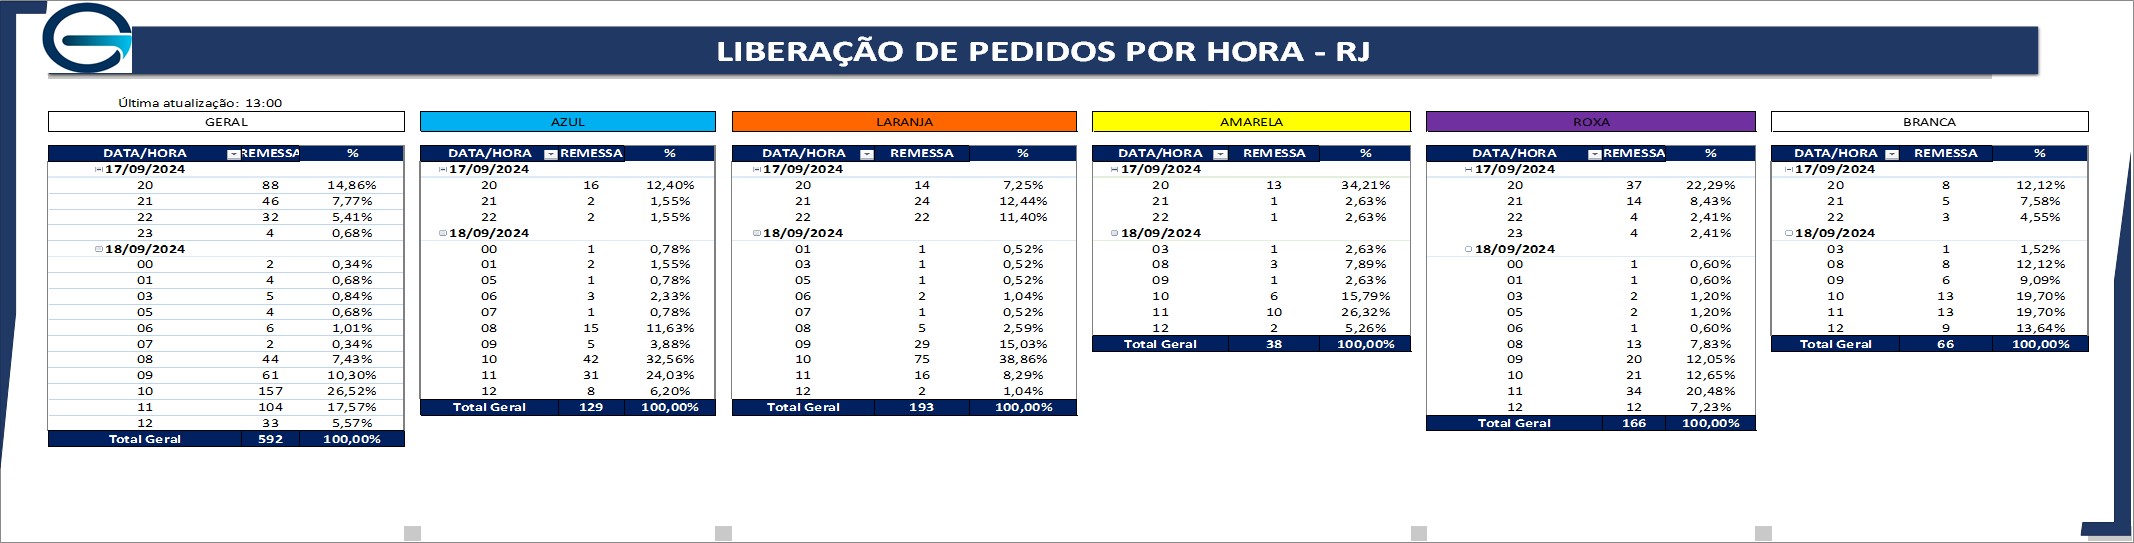 LIBERAÇÃO DE PEDIDOS POR HORA - RJ
Última atualização: 13:00
GERAL
DATA/HORA REMESSA %
17/09/2024
20 88 14,86%
21 46 7,77%
22 32 5,41%
23 4 0,68%
18/09/2024
00 2 0,34%
01 4 0,68%
03 5 0,84%
05 4 0,68%
06 6 1,01%
07 2 0,34%
08 44 7,43%
09 61 10,30%
10 157 26,52%
11 104 17,57%
12 33 5,57%
Total Geral 592 100,00%
AZUL
DATA/HORA REMESSA %
17/09/2024
20 16 12,40%
21 2 1,55%
22 2 1,55%
18/09/2024
00 1 0,78%
01 2 1,55%
05 1 0,78%
06 3 2,33%
07 1 0,78%
08 15 11,63%
09 5 3,88%
10 42 32,56%
11 31 24,03%
12 8 6,20%
Total Geral 129 100,00%
LARANJA
DATA/HORA REMESSA %
17/09/2024
20 14 7,25%
21 24 12,44%
22 22 11,40%
18/09/2024
01 1 0,52%
03 1 0,52%
05 1 0,52%
06 2 1,04%
07 1 0,52%
08 5 2,59%
09 29 15,03%
10 75 38,86%
11 16 8,29%
12 2 1,04%
Total Geral 193 100,00%
AMARELA
DATA/HORA REMESSA %
17/09/2024
20 13 34,21%
21 1 2,63%
22 1 2,63%
18/09/2024
03 1 2,63%
08 3 7,89%
09 1 2,63%
10 6 15,79%
11 10 26,32%
12 2 5,26%
Total Geral 38 100,00%
ROXA
DATA/HORA REMESSA %
17/09/2024
20 37 22,29%
21 14 8,43%
22 4 2,41%
23 4 2,41%
18/09/2024
00 1 0,60%
01 1 0,60%
03 2 1,20%
05 2 1,20%
06 1 0,60%
08 13 7,83%
09 20 12,05%
10 21 12,65%
11 34 20,48%
12 12 7,23%
Total Geral 166 100,00%
BRANCA
DATA/HORA REMESSA %
17/09/2024
20 8 12,12%
21 5 7,58%
22 3 4,55%
18/09/2024
03 1 1,52%
08 8 12,12%
09 6 9,09%
10 13 19,70%
11 13 19,70%
12 9 13,64%
Total Geral 66 100,00%